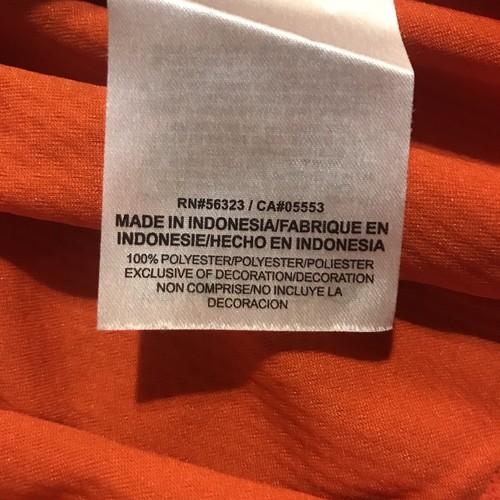 RN#56323 / CA#05553
MADE IN INDONESIA/FABRIQUE EN
INDONESIE/HECHO EN INDONESIA
100% POLYESTER/POLYESTER/POLIESTER
EXCLUSIVE OF DECORATION/DECORATION
NON COMPRISE/NO INCLUYE LA
DECORACION